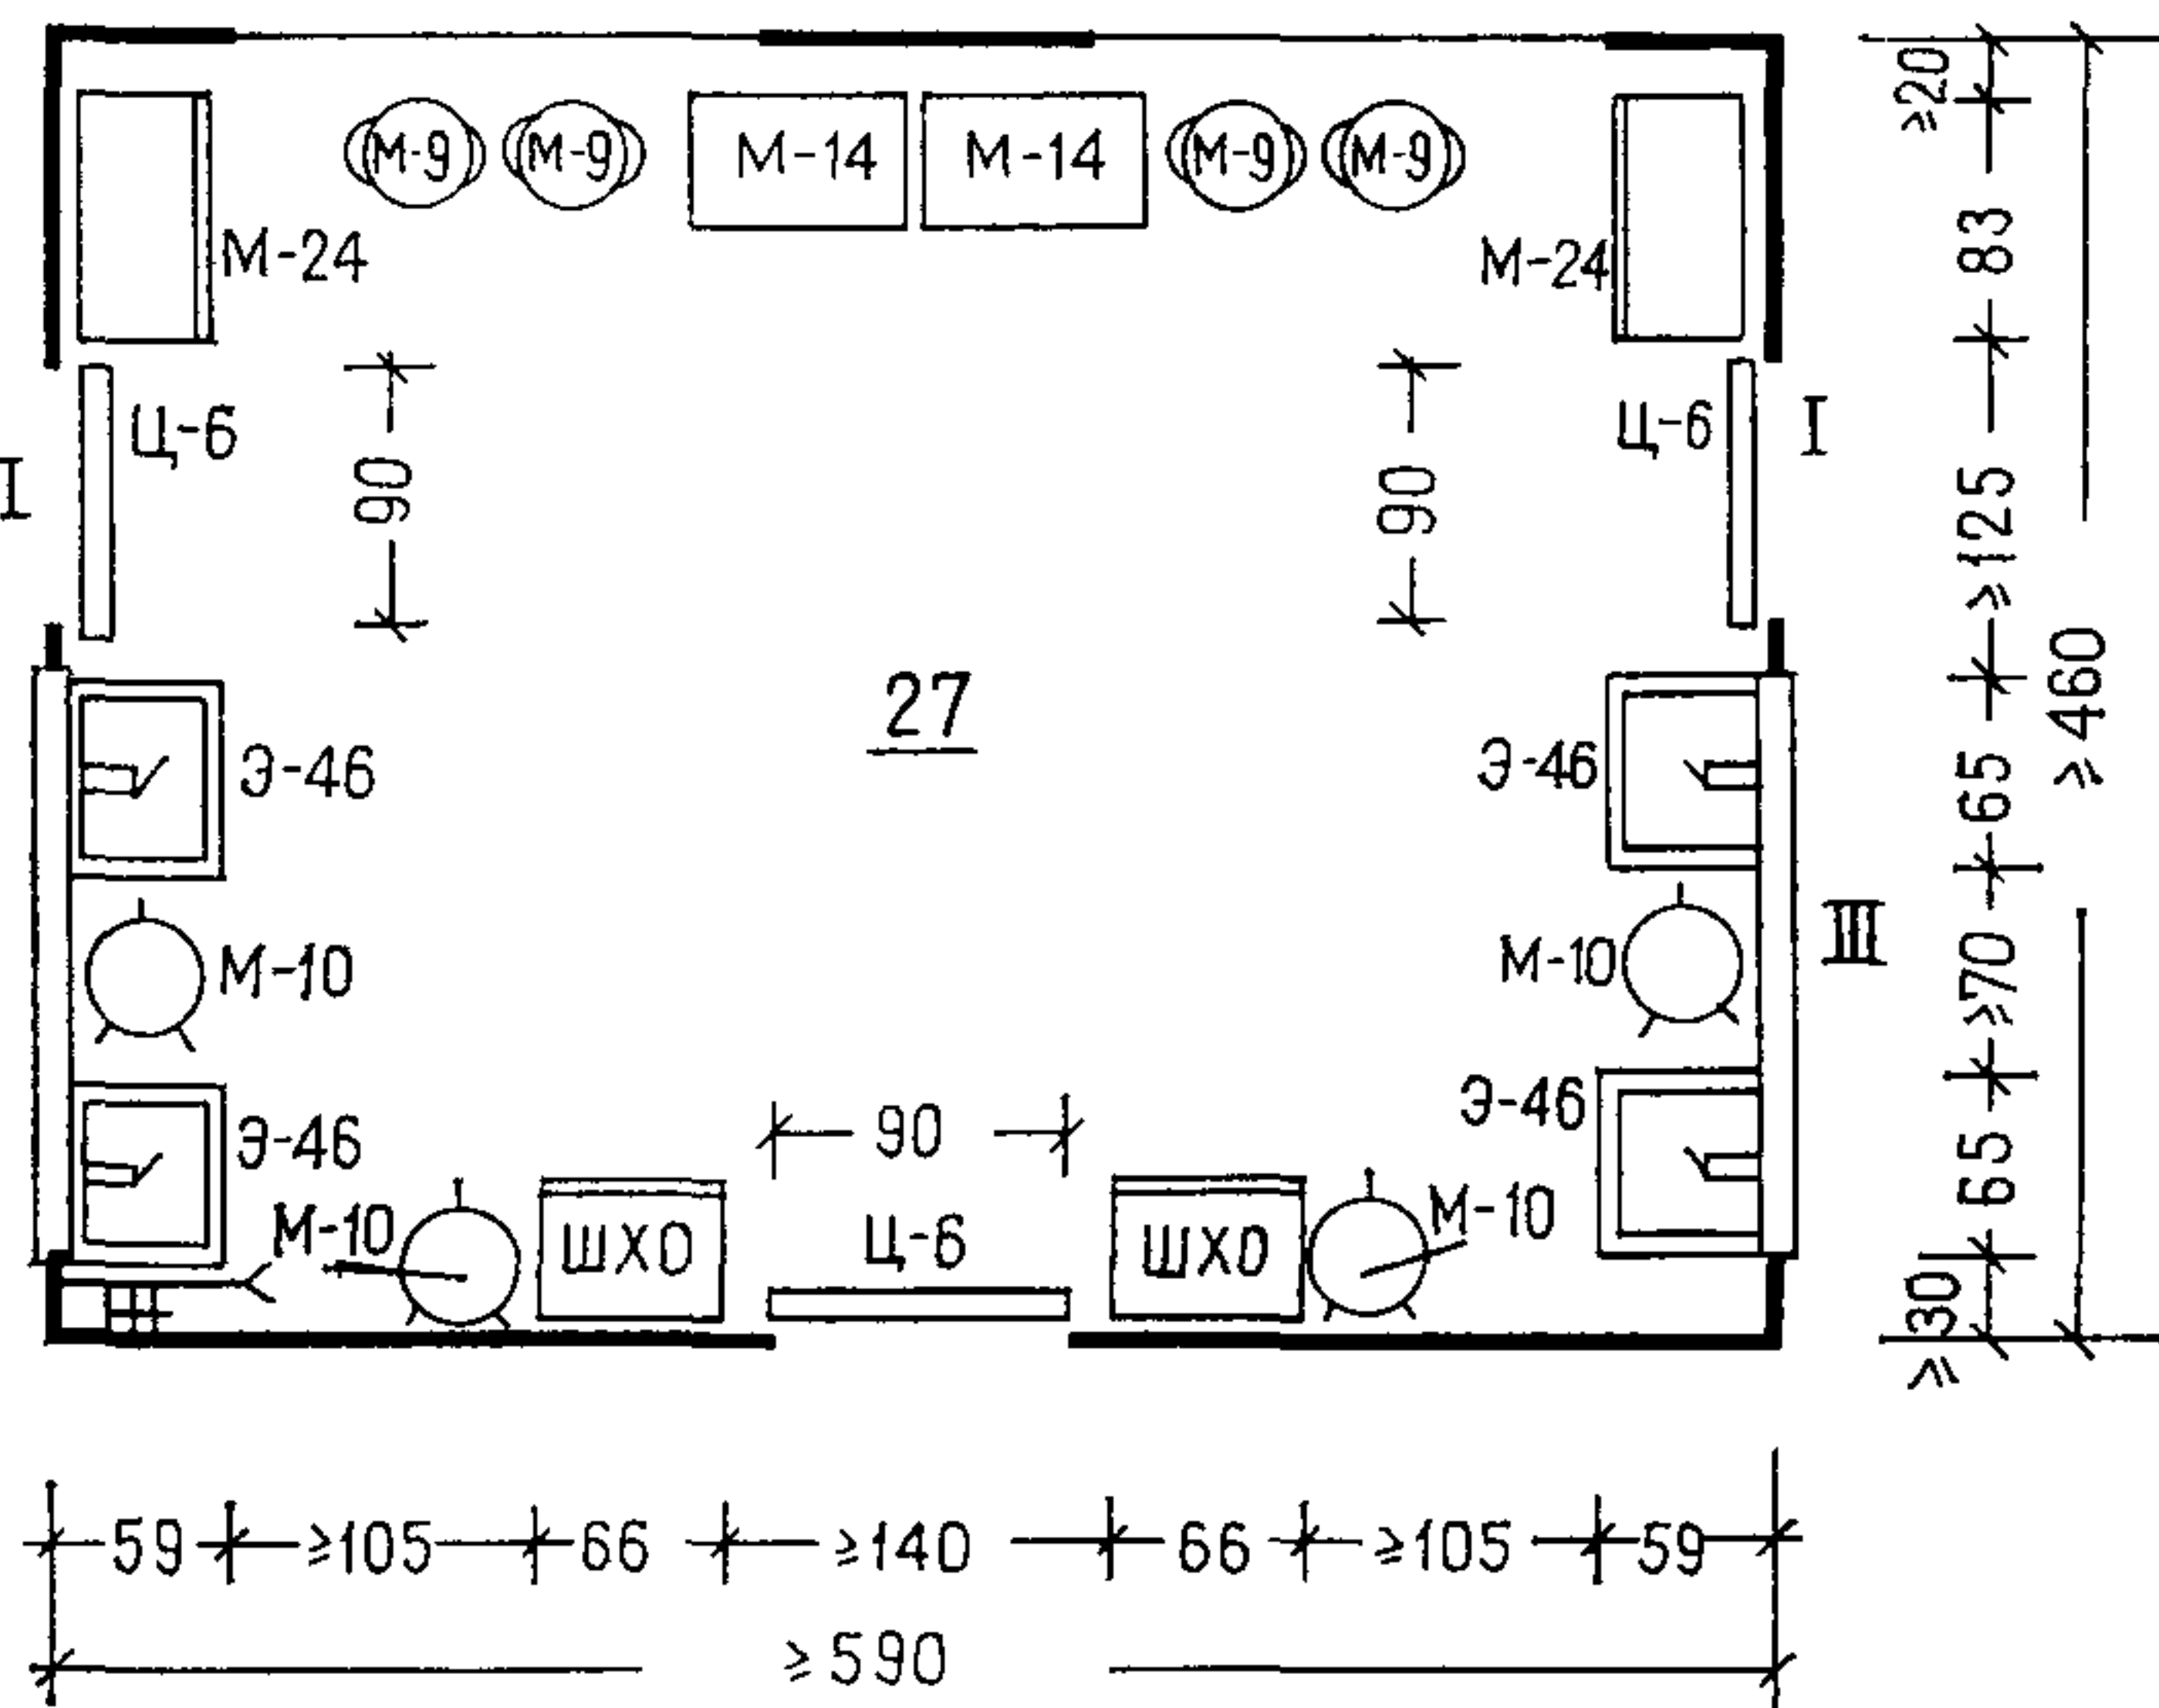 М-9 М-9 М-14 М-14 М-9 М-9
≥20
М-24 М-24
83
Ц-6 Ц-6
I I
90 90
≥125
27
≥460
Э-46 Э-46
65
М-10 М-10
III
≥70
Э-46 Э-46
90
65
М-10 ШХО Ц-6 ШХО М-10
≥30
59 ≥105 66 ≥140 66 ≥105 59
≥590